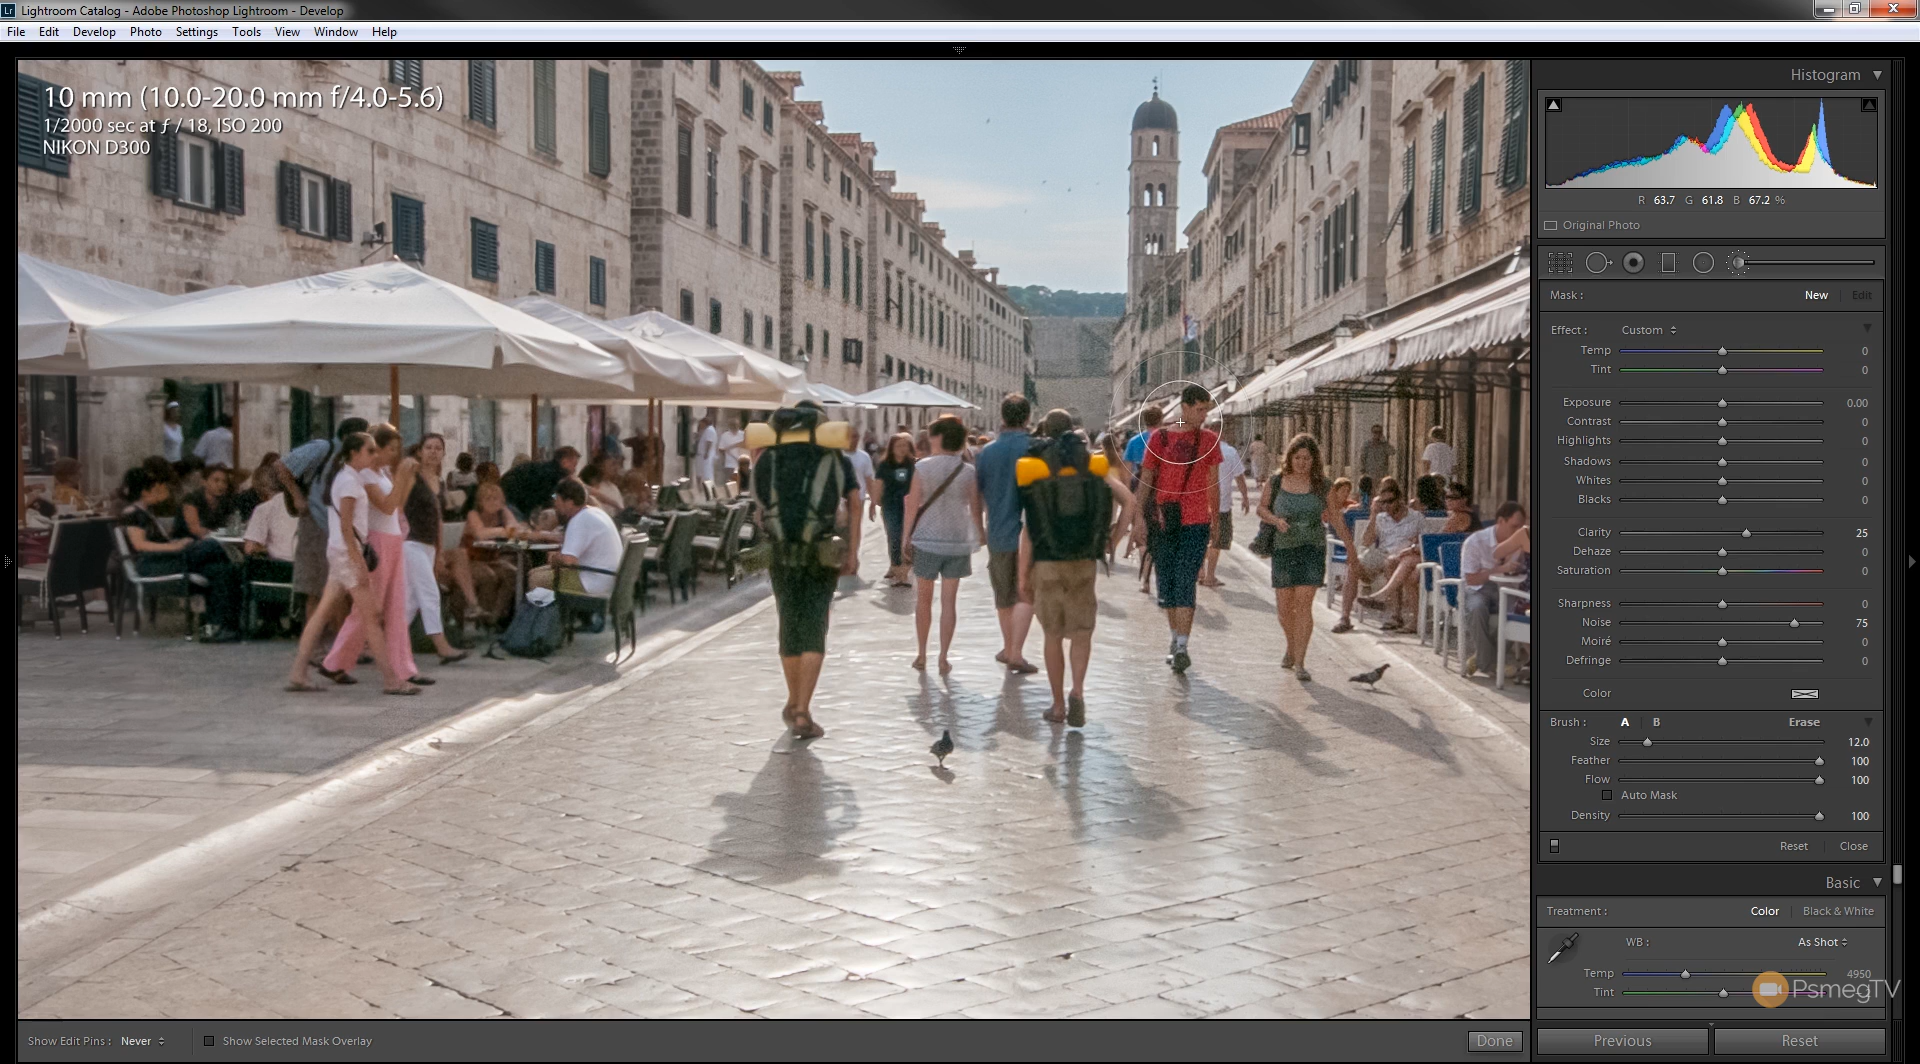 Lr Lightroom Catalog - Adobe Photoshop Lightroom - Develop
File Edit Develop Photo Settings Tools View Window Help
10 mm (10.0-20.0 mm f/4.0-5.6)
1/2000 sec at ƒ / 18, ISO 200
NIKON D300
Histogram
R 63.7 G 61.8 B 67.2 %
Original Photo
Mask : New Edit
Effect : Custom
Temp 0
Tint 0
Exposure 0.00
Contrast 0
Highlights 0
Shadows 0
Whites 0
Blacks 0
Clarity 25
Dehaze 0
Saturation 0
Sharpness 0
Noise 75
Moiré 0
Defringe 0
Color
Brush : A B Erase
Size 12.0
Feather 100
Flow 100
Auto Mask
Density 100
Reset Close
Basic
Treatment : Color Black & White
WB : As Shot
Temp 4950
Tint
PsmegTV
Show Edit Pins : Never Show Selected Mask Overlay Done
Previous Reset